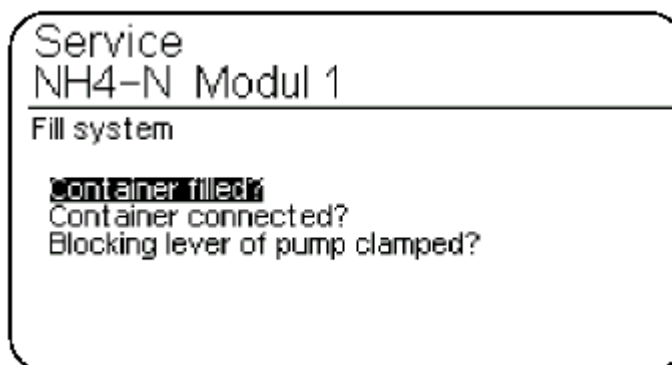 Service
NH4-N Modul 1
Fill system
Container filled?
Container connected?
Blocking lever of pump clamped?